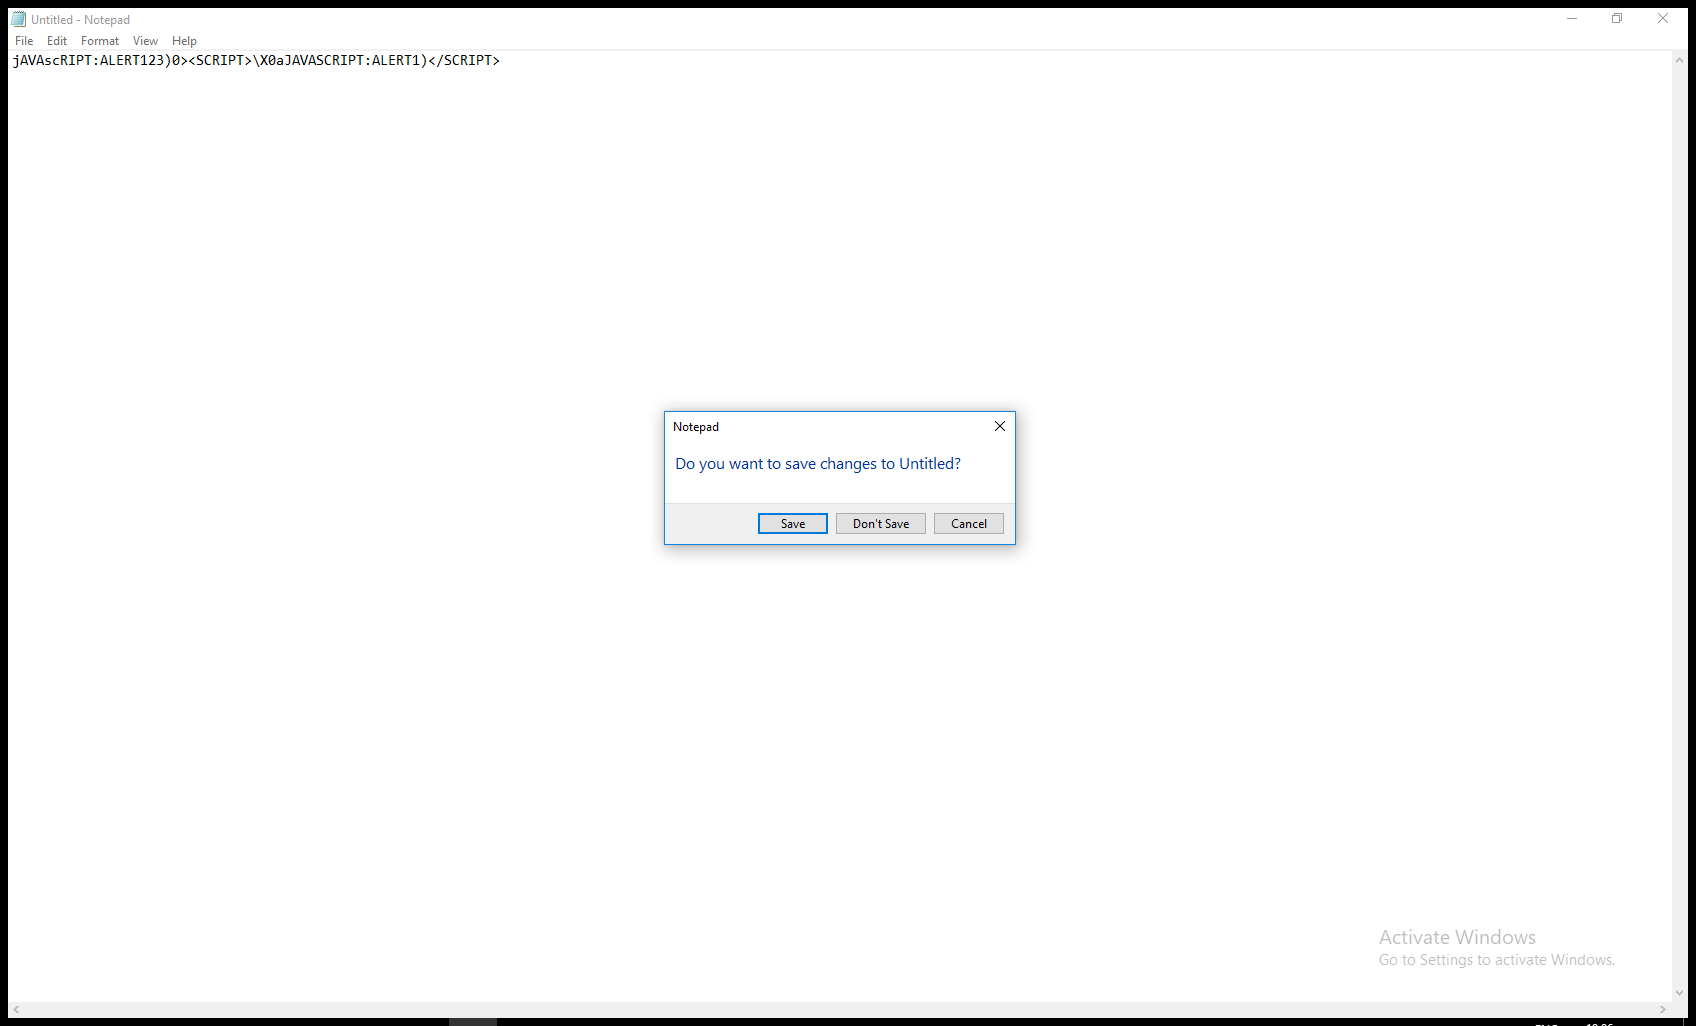 Untitled - Notepad
File Edit Format View Help
jAVAscRIPT:ALERT123)0><SCRIPT>\X0aJAVASCRIPT:ALERT1)</SCRIPT>
Notepad
Do you want to save changes to Untitled?
Save Don't Save Cancel
Activate Windows
Go to Settings to activate Windows.